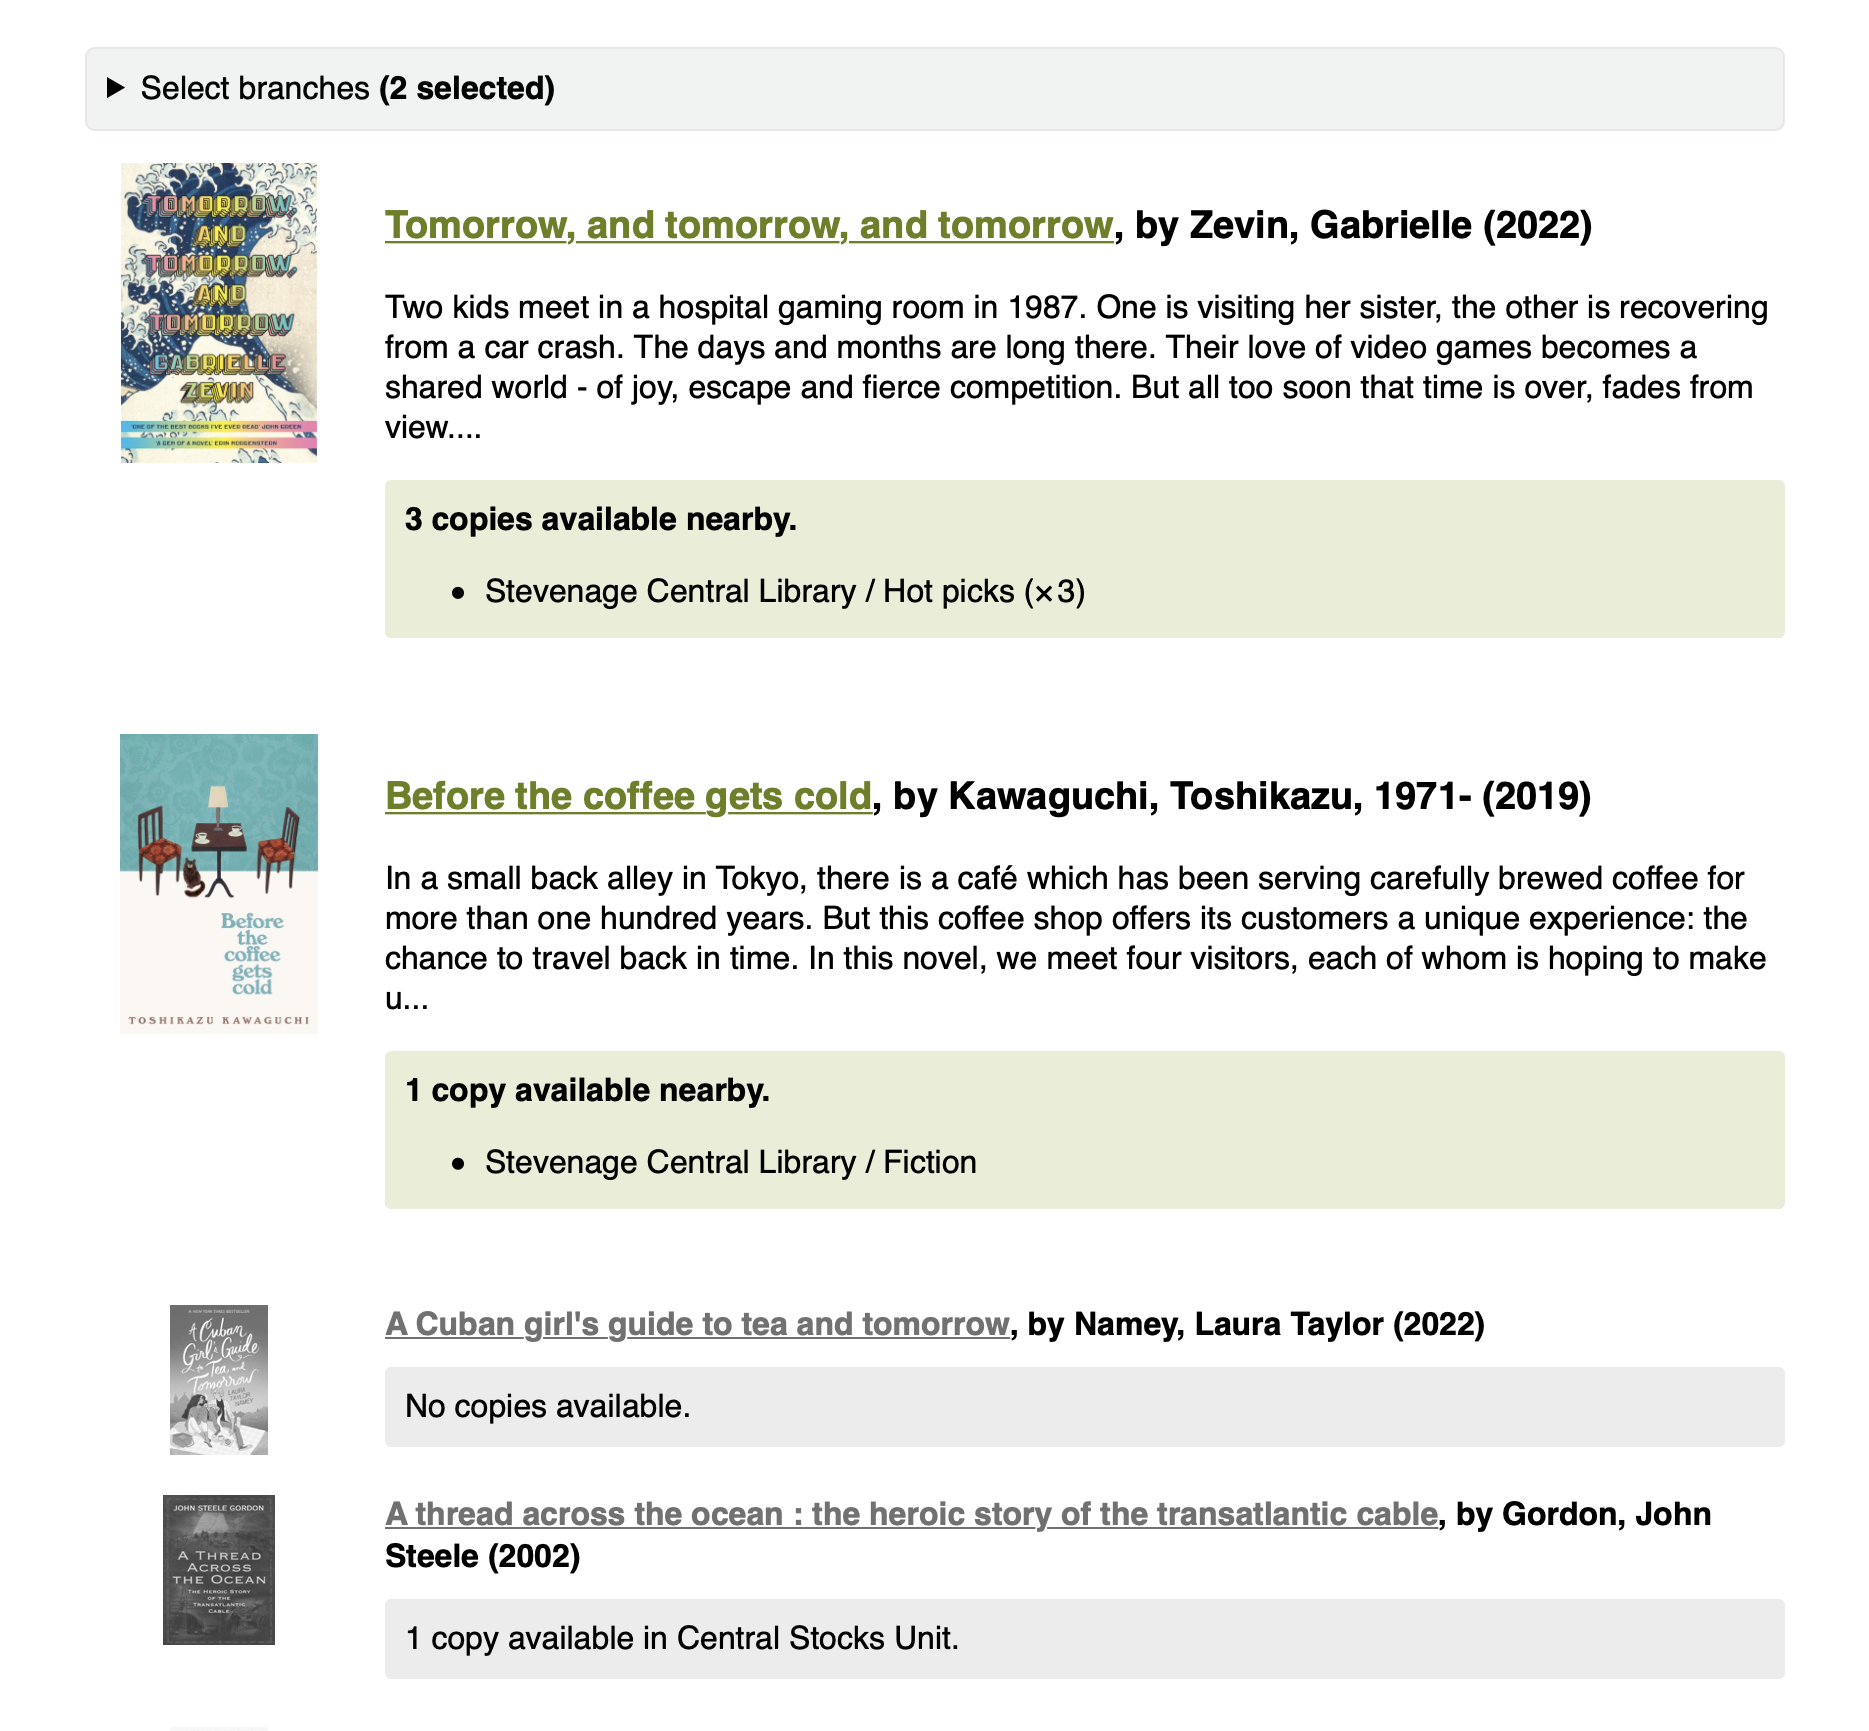 ▶ Select branches (2 selected)
TOMORROW,
AND
TOMORROW,
AND
TOMORROW
GABRIELLE
ZEVIN
'ONE OF THE BEST BOOKS I'VE EVER READ' JOHN GREEN
'A GEM OF A NOVEL' ERIN MORGENSTERN
Tomorrow, and tomorrow, and tomorrow, by Zevin, Gabrielle (2022)
Two kids meet in a hospital gaming room in 1987. One is visiting her sister, the other is recovering
from a car crash. The days and months are long there. Their love of video games becomes a
shared world - of joy, escape and fierce competition. But all too soon that time is over, fades from
view....
3 copies available nearby.
• Stevenage Central Library / Hot picks (×3)
Before
the
coffee
gets
cold
TOSHIKAZU KAWAGUCHI
Before the coffee gets cold, by Kawaguchi, Toshikazu, 1971- (2019)
In a small back alley in Tokyo, there is a café which has been serving carefully brewed coffee for
more than one hundred years. But this coffee shop offers its customers a unique experience: the
chance to travel back in time. In this novel, we meet four visitors, each of whom is hoping to make
u...
1 copy available nearby.
• Stevenage Central Library / Fiction
A NEW YORK TIMES BESTSELLER
A Cuban
Girl's Guide
to Tea and
Tomorrow
LAURA
TAYLOR
NAMEY
A Cuban girl's guide to tea and tomorrow, by Namey, Laura Taylor (2022)
No copies available.
JOHN STEELE GORDON
A THREAD
ACROSS
THE OCEAN
THE HEROIC STORY
OF THE
TRANSATLANTIC
CABLE
A thread across the ocean : the heroic story of the transatlantic cable, by Gordon, John
Steele (2002)
1 copy available in Central Stocks Unit.